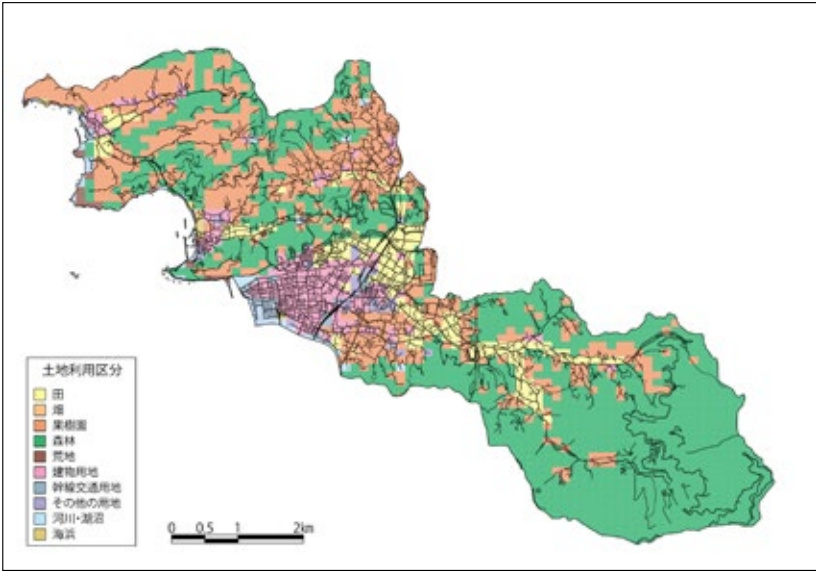 土地利用区分
田
畑
果樹園
森林
荒地
建物用地
幹線交通用地
その他の用地
河川・湖沼
海浜
0 0.5 1 2km